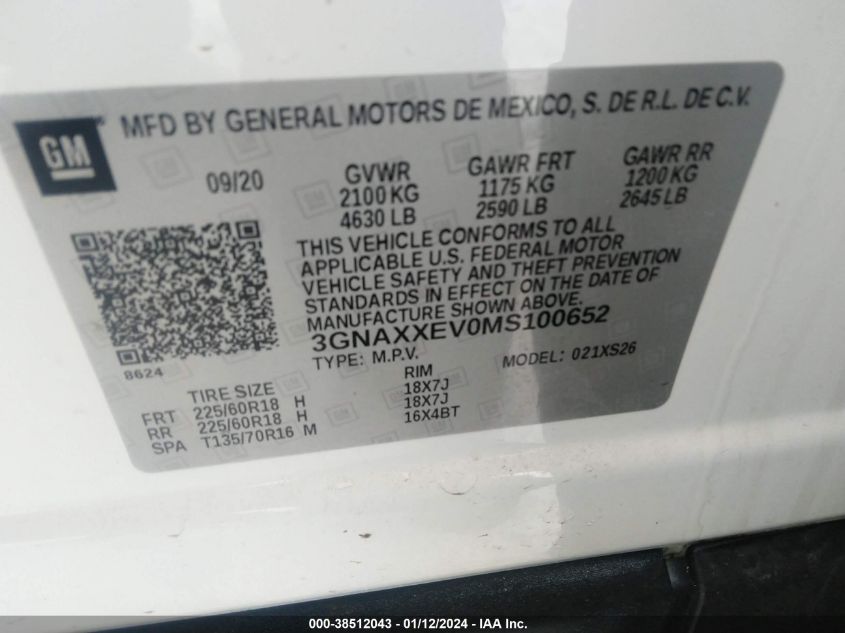 GM
MFD BY GENERAL MOTORS DE MEXICO, S. DE R.L. DE C.V.
09/20 GVWR GAWR FRT GAWR RR
2100 KG 1175 KG 1200 KG
4630 LB 2590 LB 2645 LB
THIS VEHICLE CONFORMS TO ALL
APPLICABLE U.S. FEDERAL MOTOR
VEHICLE SAFETY AND THEFT PREVENTION
STANDARDS IN EFFECT ON THE DATE OF
MANUFACTURE SHOWN ABOVE.
3GNAXXEV0MS100652
8624 TYPE: M.P.V. MODEL: 021XS26
TIRE SIZE RIM
FRT 225/60R18 H 18X7J
RR 225/60R18 H 18X7J
SPA T135/70R16 M 16X4BT
000-38512043 - 01/12/2024 - IAA Inc.